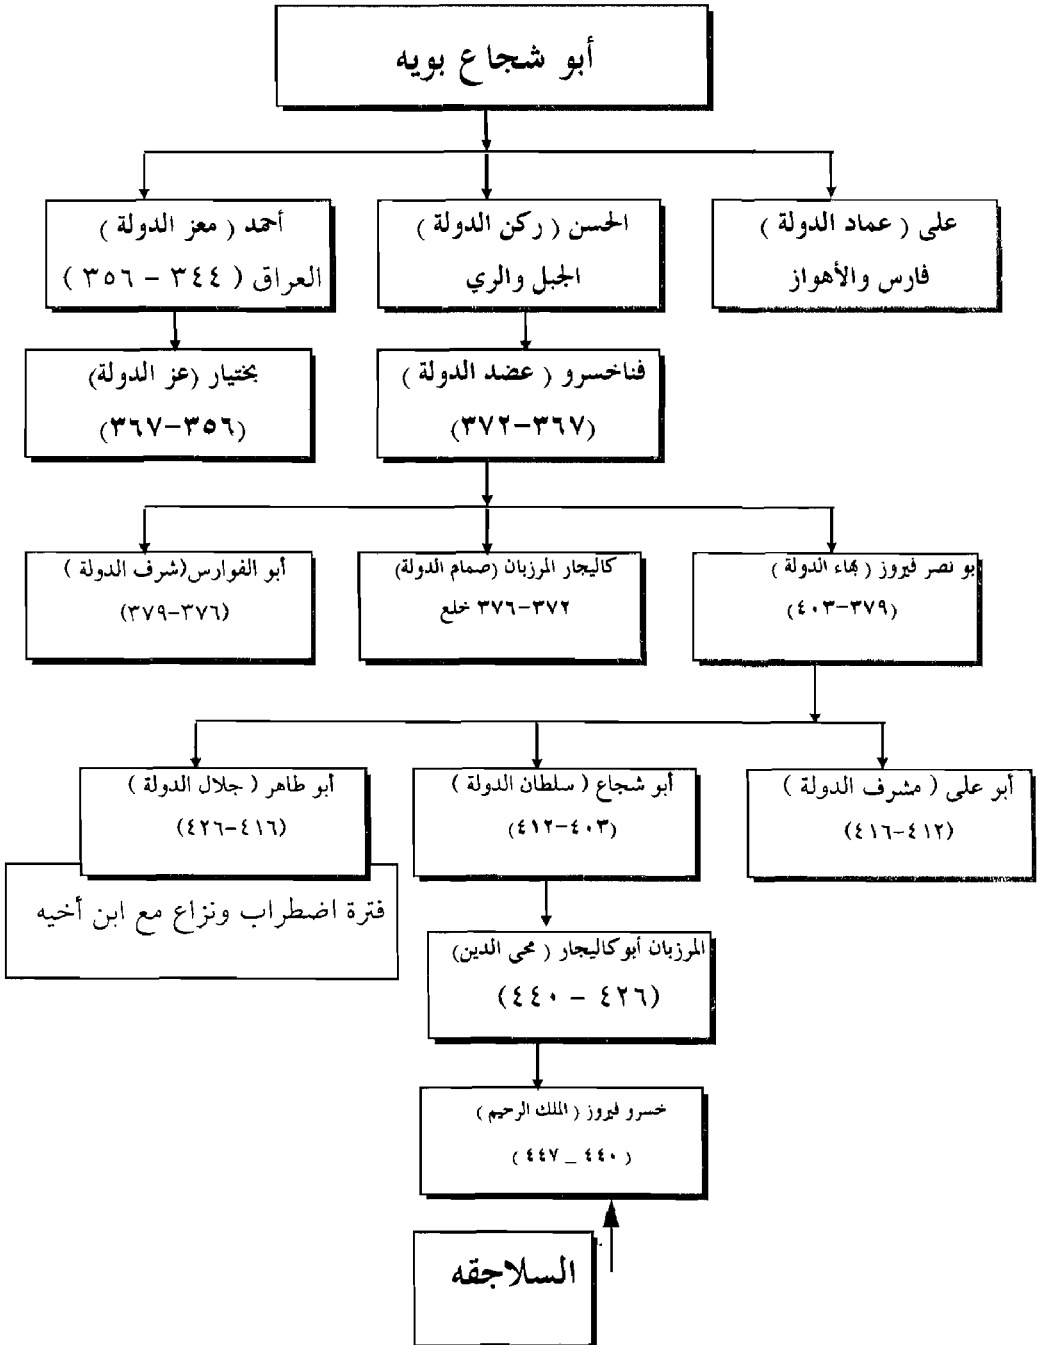 أبو شجاع بويه
على ( عماد الدولة )
فارس والأهواز
الحسن ( ركن الدولة )
الجبل والري
أحمد ( معز الدولة )
العراق ( ٣٤٤ - ٣٥٦ )
فناخسرو ( عضد الدولة )
(٣٦٧-٣٧٢)
بختيار (عز الدولة)
(٣٥٦-٣٦٧)
بو نصر فيروز ( بهاء الدولة )
(٣٧٩-٤٠٣)
كاليجار المرزبان (صمام الدولة)
٣٧٢-٣٧٦ خلع
أبو الفوارس(شرف الدولة )
(٣٧٦-٣٧٩)
أبو على ( مشرف الدولة )
(٤١٢-٤١٦)
أبو شجاع ( سلطان الدولة )
(٤٠٣-٤١٢)
أبو طاهر ( جلال الدولة )
(٤١٦-٤٢٦)
فترة اضطراب ونزاع مع ابن أخيه
المرزبان أبوكاليجار ( محى الدين)
(٤٢٦ - ٤٤٠)
خسرو فيروز ( الملك الرحيم )
( ٤٤٠ _ ٤٤٧ )
السلاجقه